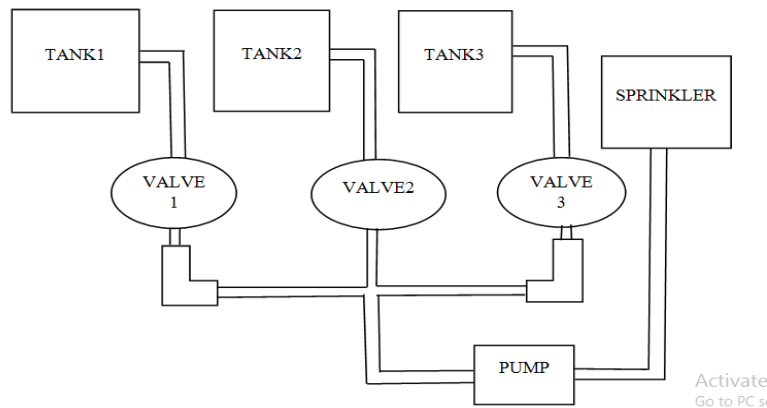 TANK1
TANK2
TANK3
SPRINKLER
VALVE
1
VALVE2
VALVE
3
PUMP
Activate
Go to PC s